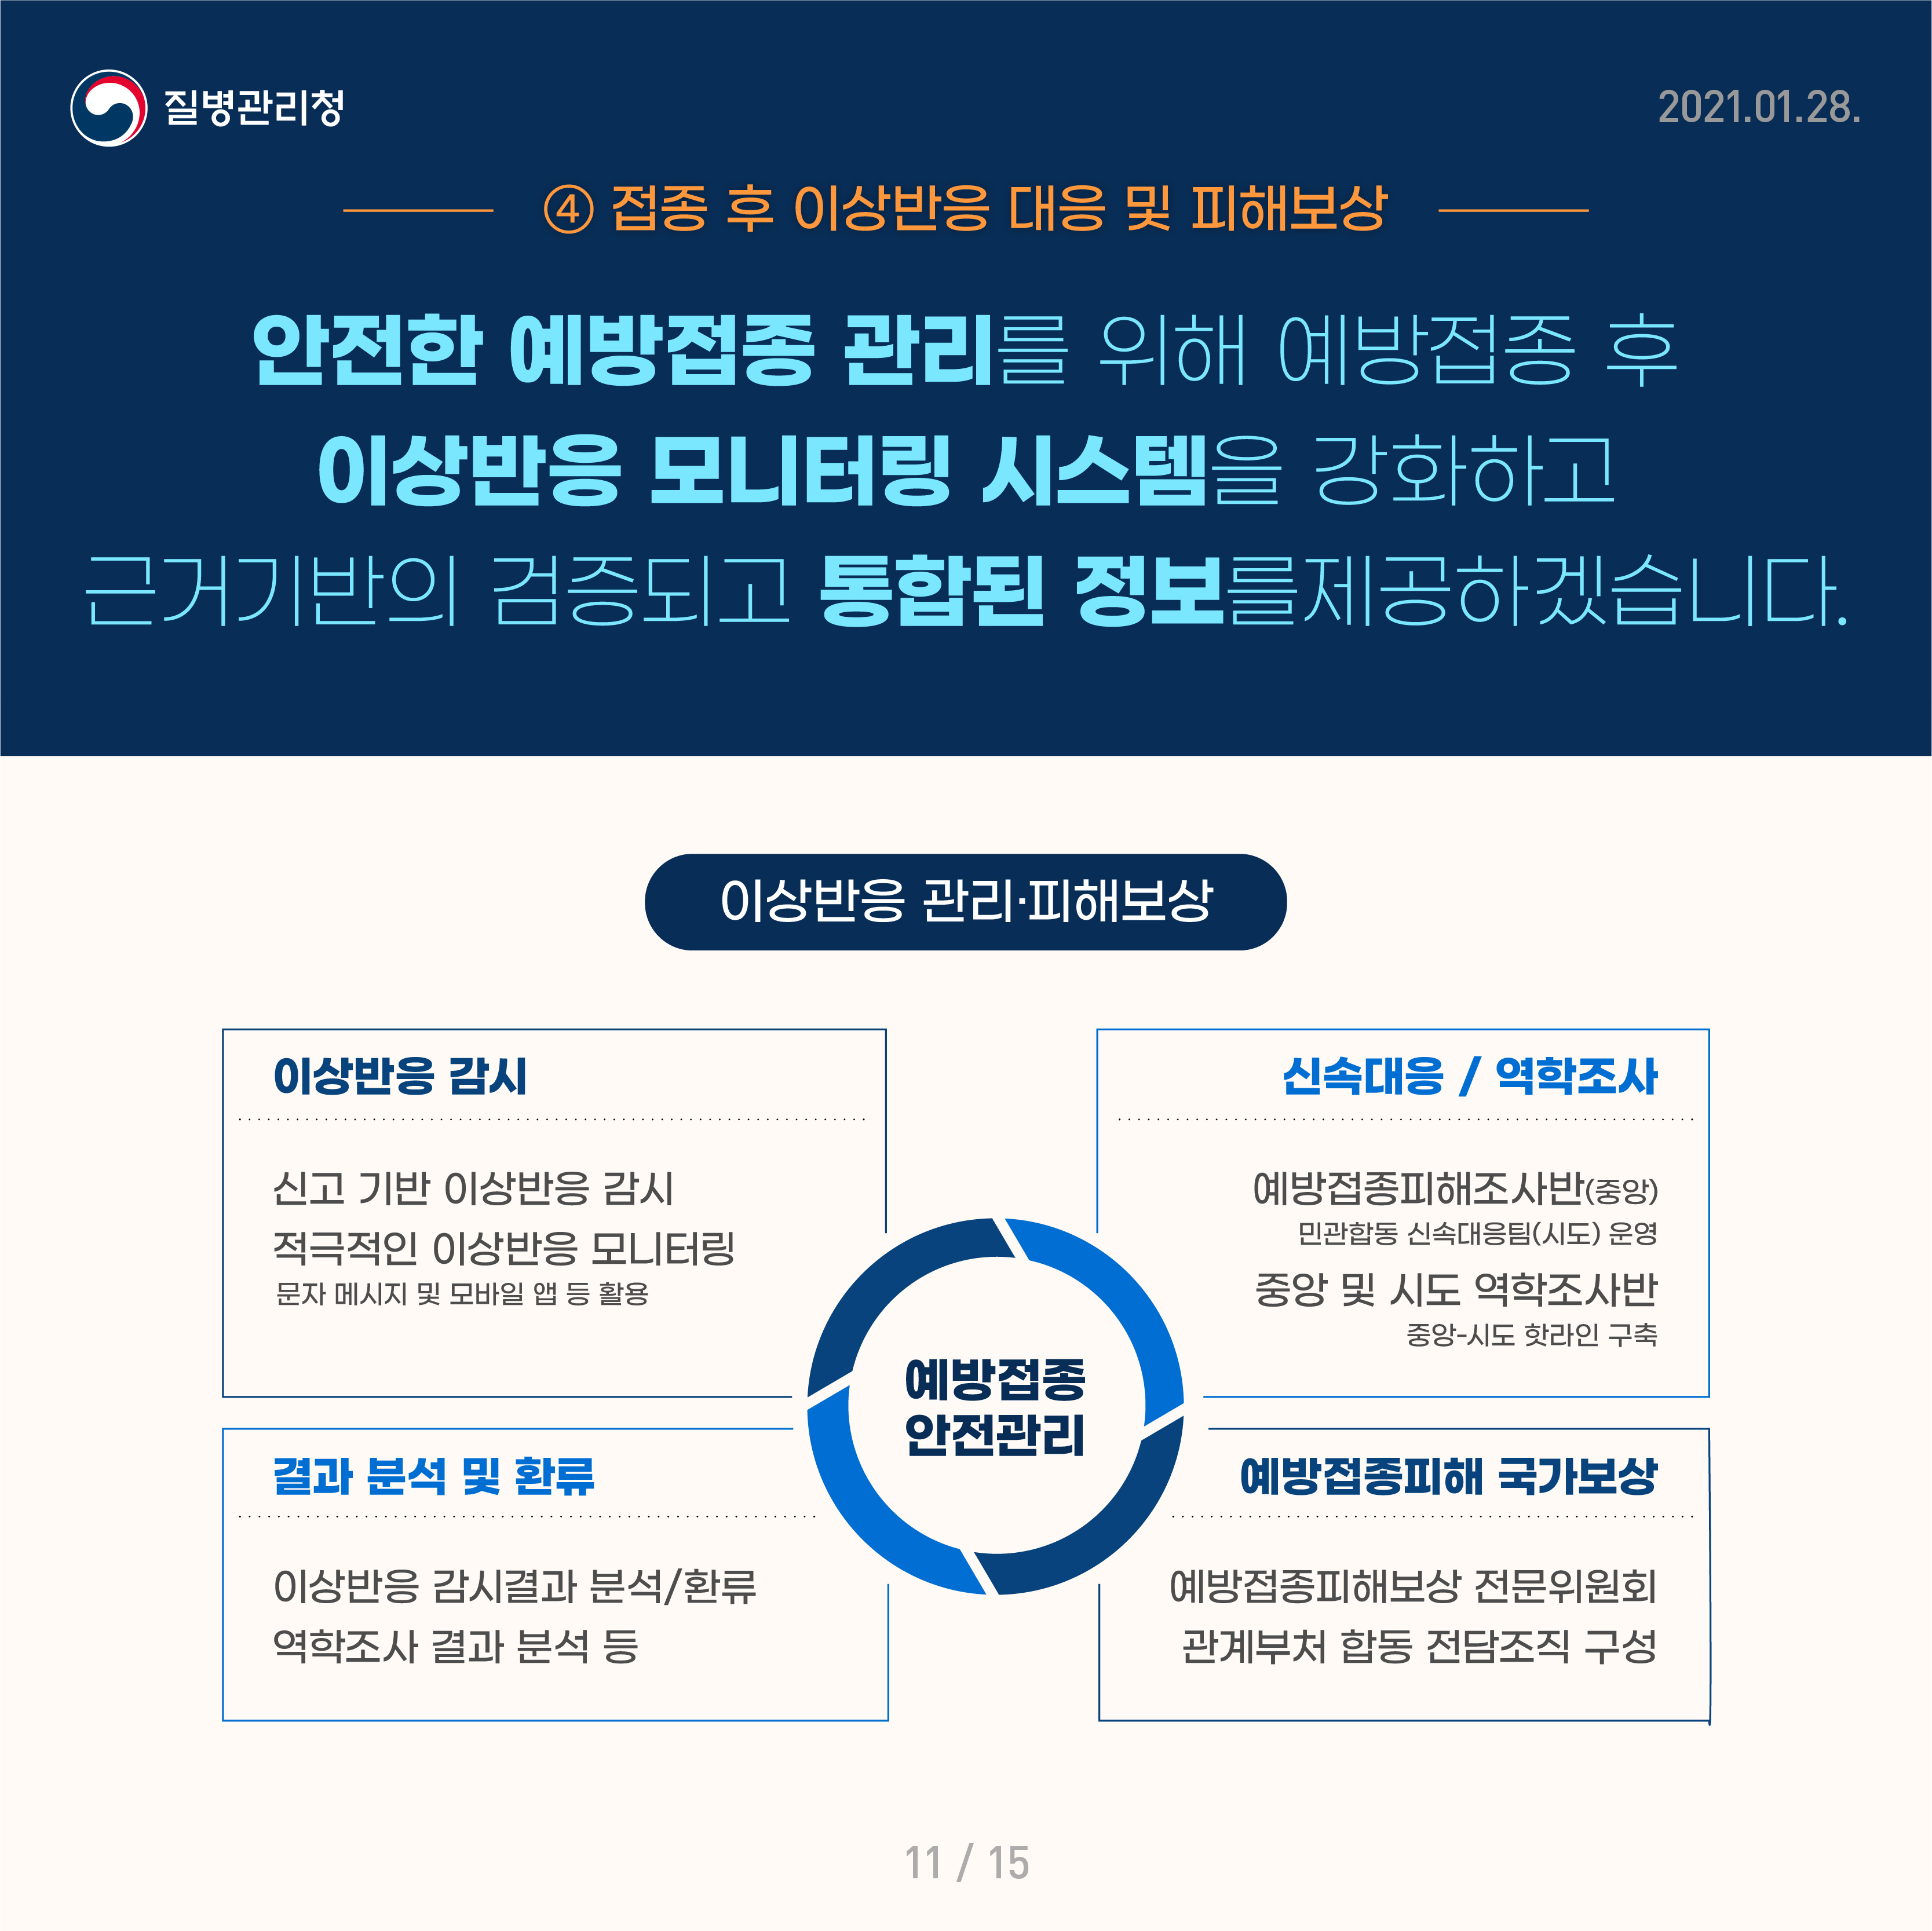 질병관리청
2021.01.28.
④ 접종 후 이상반응 대응 및 피해보상
안전한 예방접종 관리를 위해 예방접종 후
이상반응 모니터링 시스템을 강화하고
근거기반의 검증되고 통합된 정보를제공하겠습니다.
이상반응 관리·피해보상
이상반응 감시
신고 기반 이상반응 감시
적극적인 이상반응 모니터링
문자 메시지 및 모바일 앱 등 활용
신속대응 / 역학조사
예방접종피해조사반(중앙)
민관합동 신속대응팀(시도) 운영
중앙 및 시도 역학조사반
중앙-시도 핫라인 구축
예방접종
안전관리
결과 분석 및 환류
이상반응 감시결과 분석/환류
역학조사 결과 분석 등
예방접종피해 국가보상
예방접종피해보상 전문위원회
관계부처 합동 전담조직 구성
11 / 15